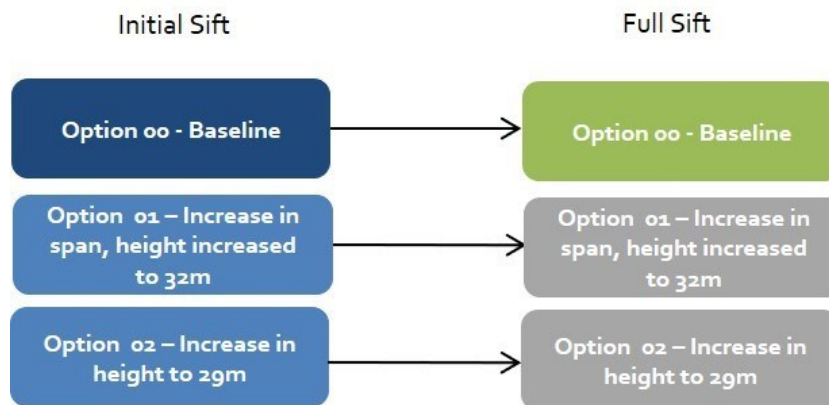 Initial Sift
Full Sift
Option 00 - Baseline
Option 00 - Baseline
Option 01 – Increase in
span, height increased
to 32m
Option 01 – Increase in
span, height increased
to 32m
Option 02 – Increase in
height to 29m
Option 02 – Increase in
height to 29m